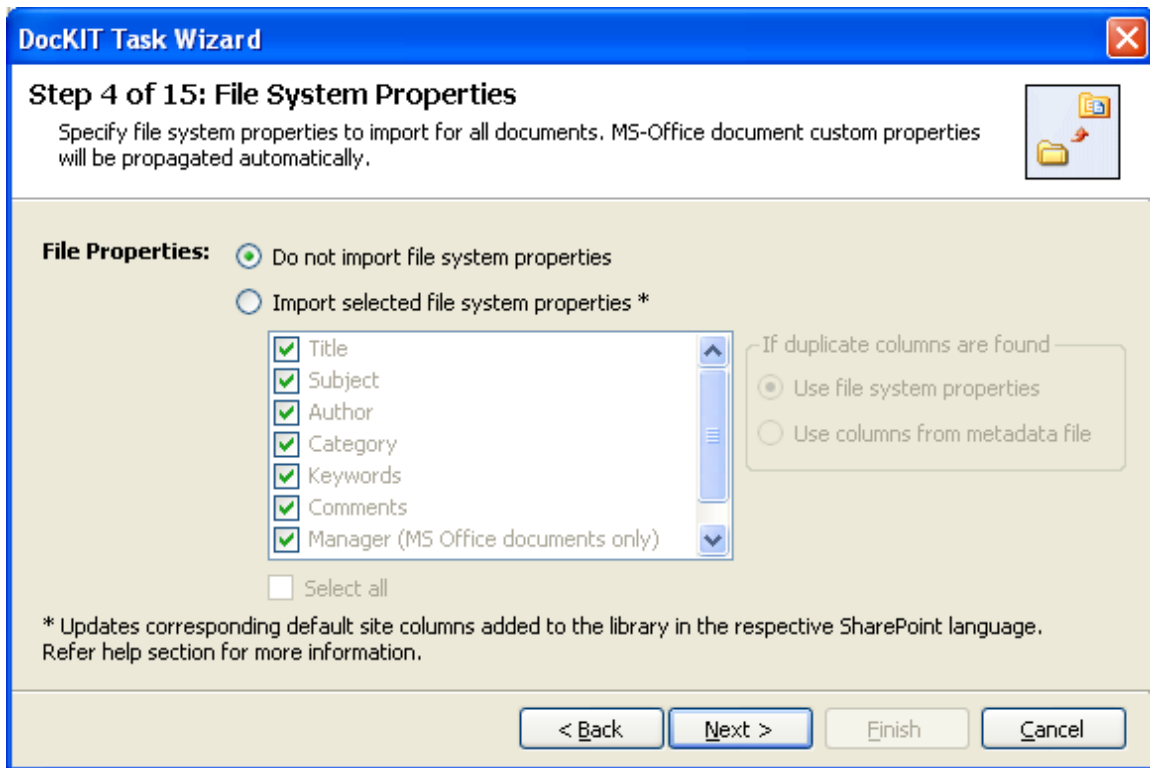 DocKIT Task Wizard
Step 4 of 15: File System Properties
Specify file system properties to import for all documents. MS-Office document custom properties
will be propagated automatically.
File Properties:
Do not import file system properties
Import selected file system properties *
Title
Subject
Author
Category
Keywords
Comments
Manager (MS Office documents only)
If duplicate columns are found
Use file system properties
Use columns from metadata file
Select all
* Updates corresponding default site columns added to the library in the respective SharePoint language.
Refer help section for more information.
< Back
Next >
Finish
Cancel